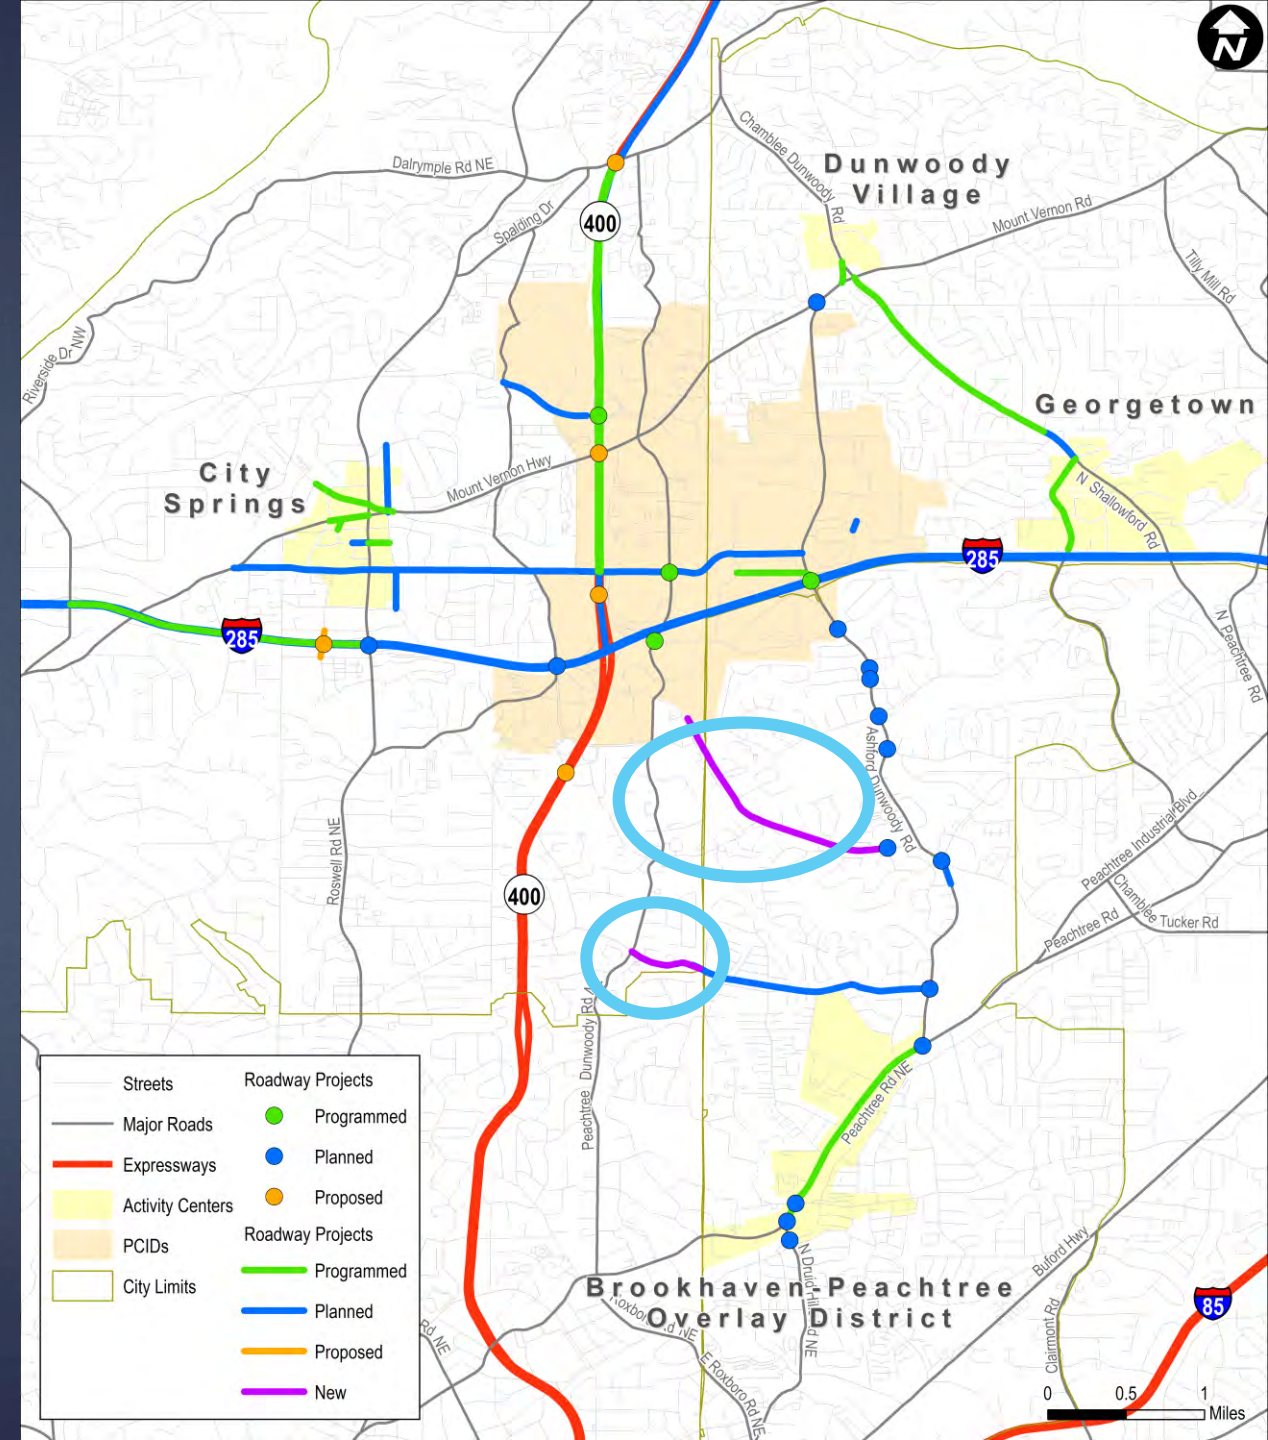 N
Dalrymple Rd NE
Chamblee Dunwoody Rd
Dunwoody
Village
Mount Vernon Rd
Spalding Dr
400
Tilly Mill Rd
Riverside Dr NW
Georgetown
City
Springs
Mount Vernon Hwy
N Shallowford Rd
285
285
N Peachtree Rd
Ashford Dunwoody Rd
Roswell Rd NE
400
Peachtree Industrial Blvd
Chamblee Tucker Rd
Peachtree Rd
Peachtree Dunwoody Rd
Peachtree Rd NE
Streets
Major Roads
Expressways
Activity Centers
PCIDs
City Limits
Roadway Projects
Programmed
Planned
Proposed
Roadway Projects
Programmed
Planned
Proposed
New
Buford Hwy
N Druid Hills Rd NE
Brookhaven-Peachtree
Overlay District
Rd NE
E Roxboro Rd NE
Clairmont Rd
85
0 0.5 1
Miles